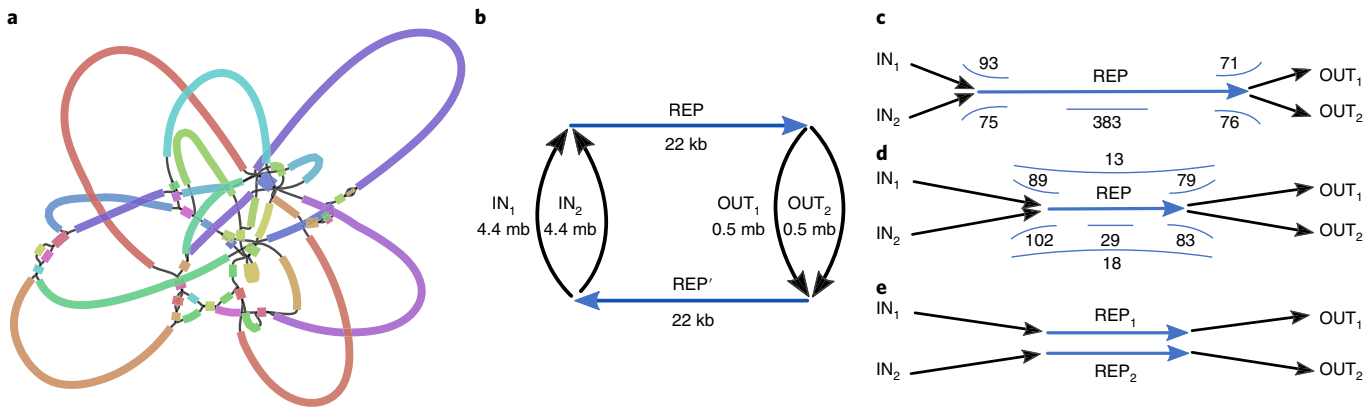 a
b
REP
22 kb
IN₁
4.4 mb
IN₂
4.4 mb
OUT₁
0.5 mb
OUT₂
0.5 mb
REP′
22 kb
c
IN₁
93
REP
71
OUT₁
IN₂
75
383
76
OUT₂
d
13
IN₁
89
REP
79
OUT₁
IN₂
102
29
83
OUT₂
18
e
IN₁
REP₁
OUT₁
IN₂
REP₂
OUT₂